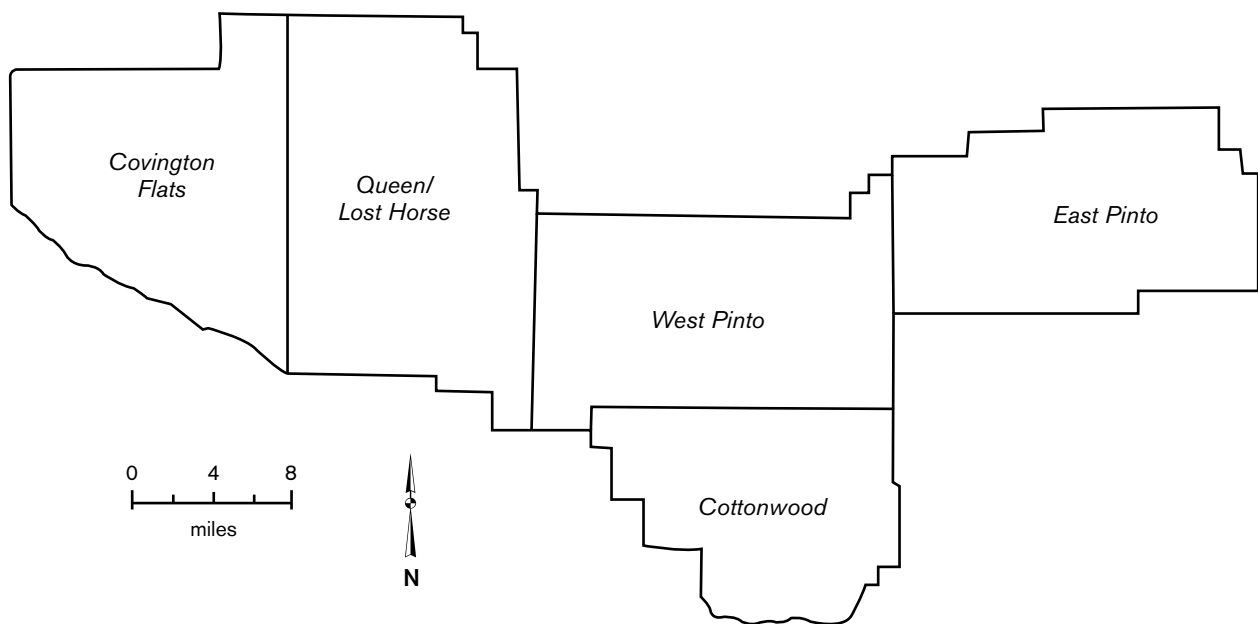 Covington
Flats
Queen/
Lost Horse
East Pinto
West Pinto
Cottonwood
0 4 8
miles
N